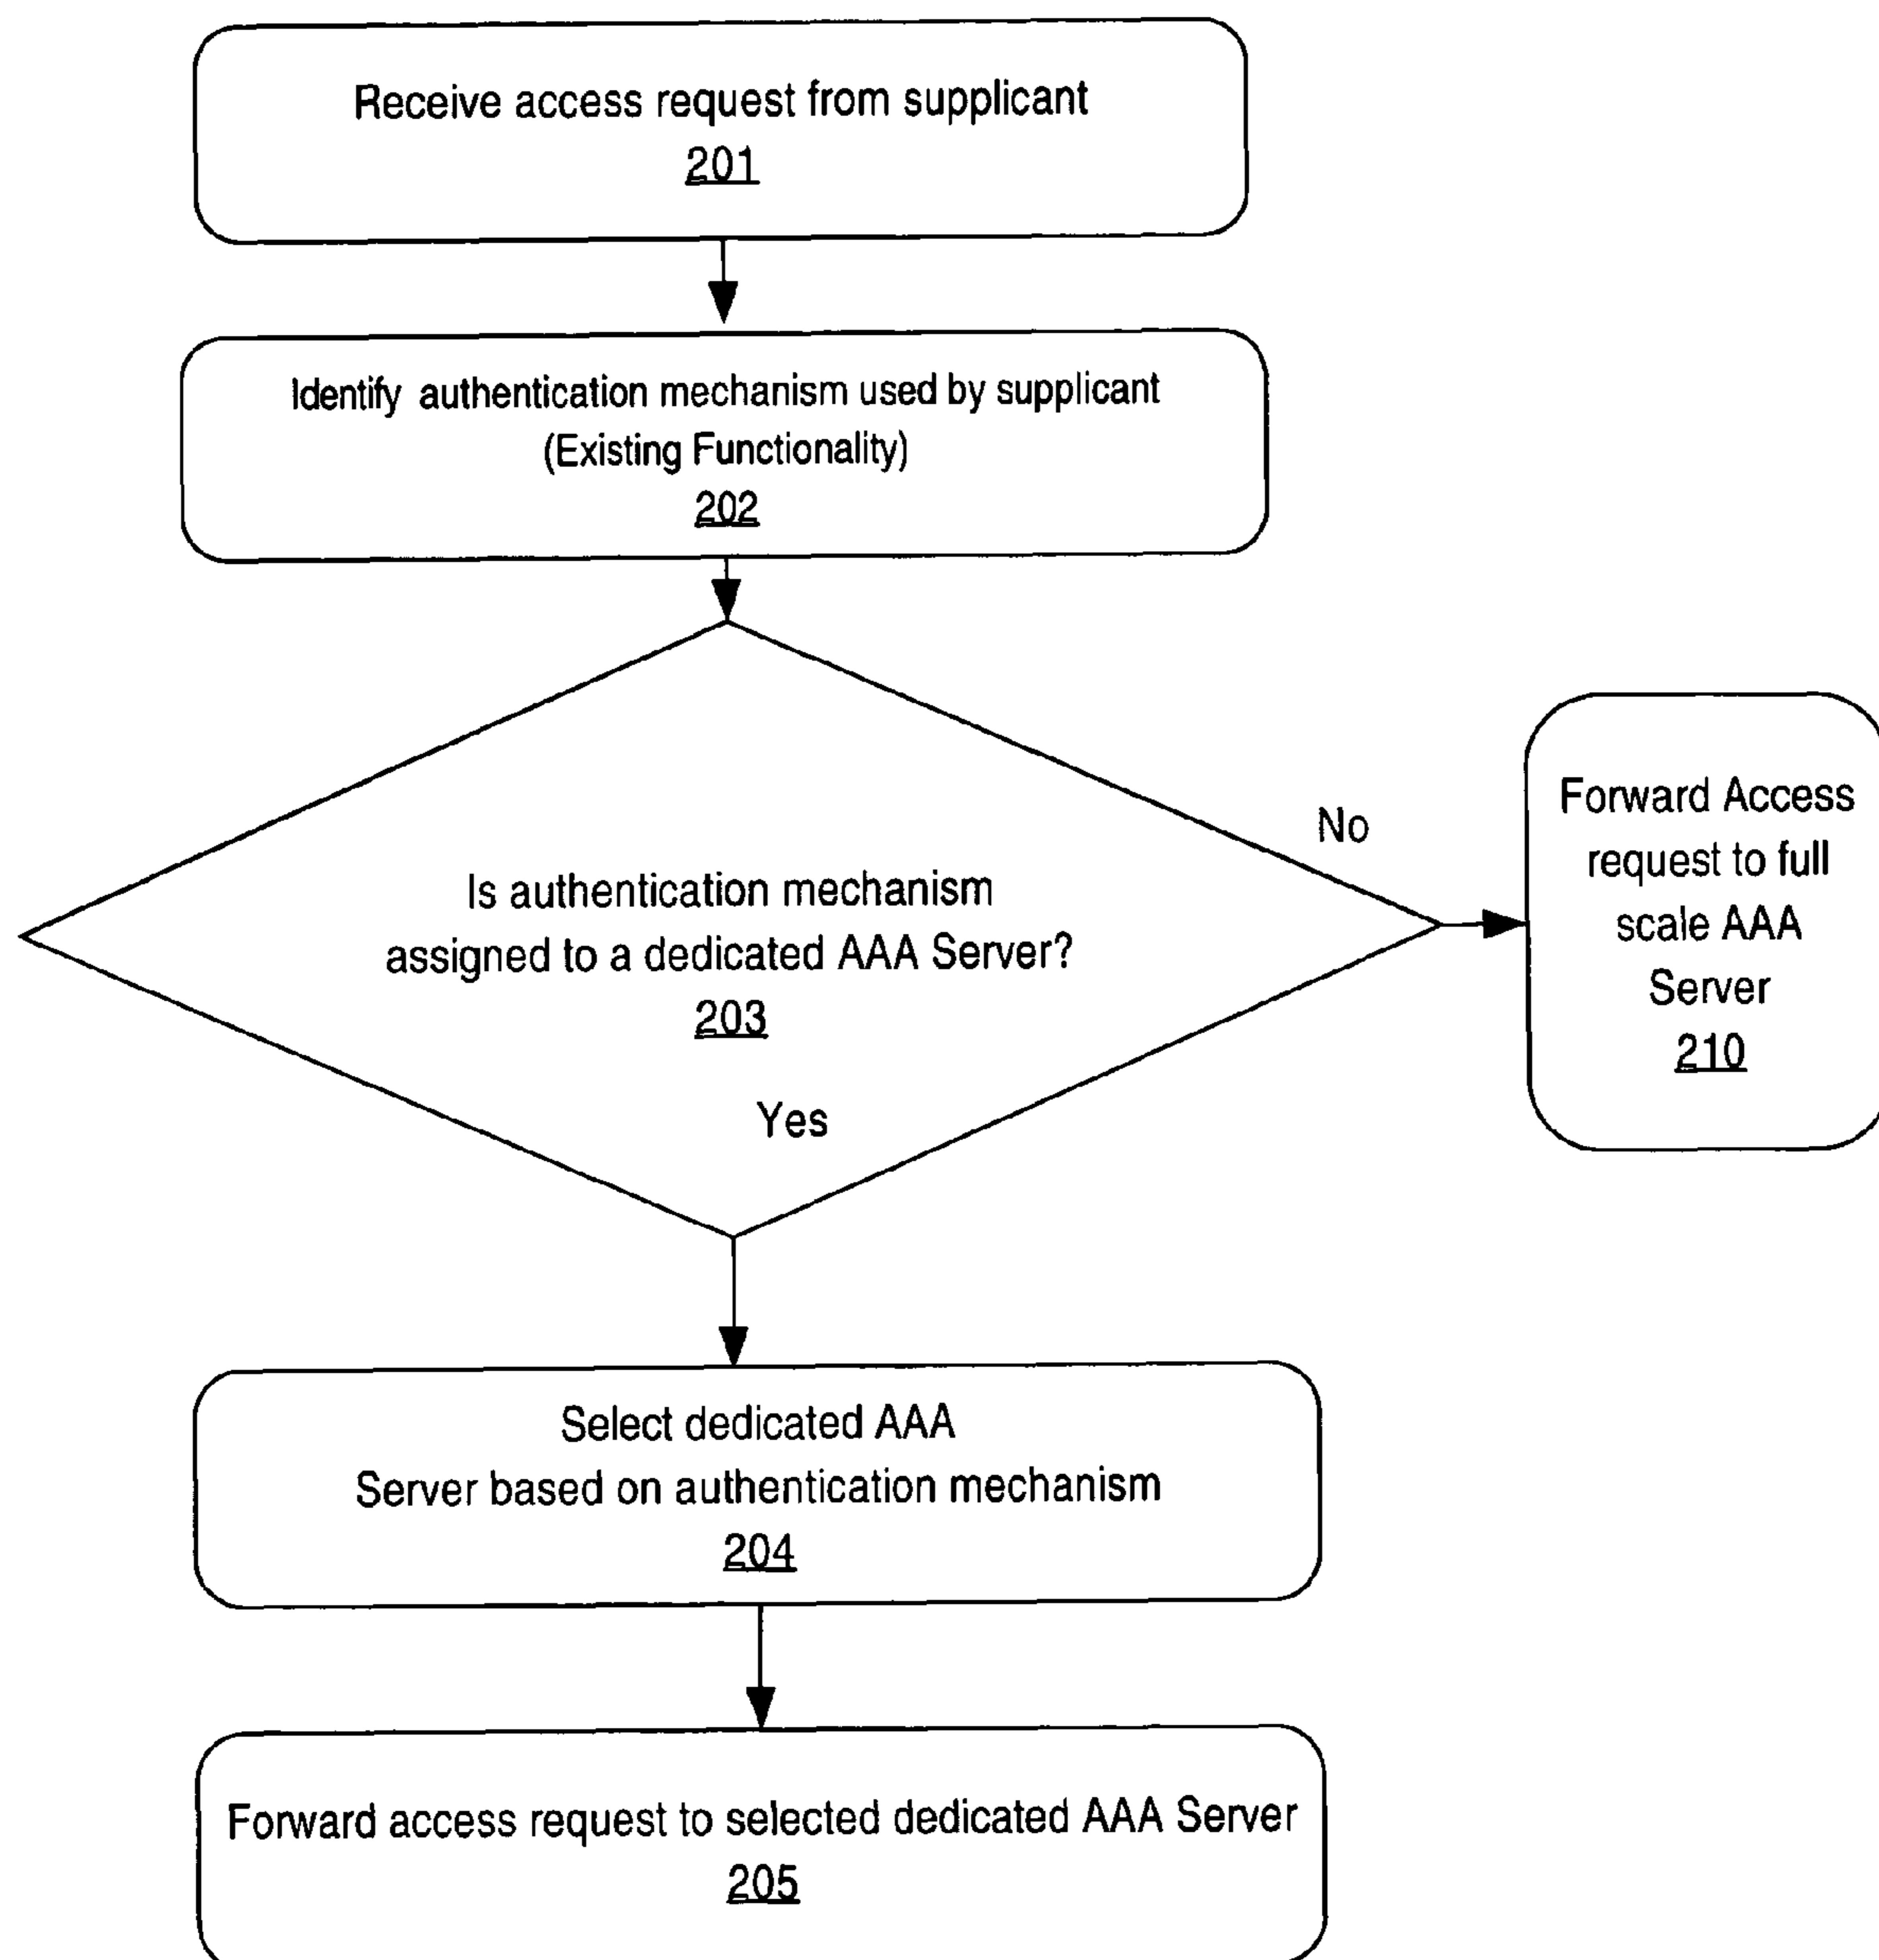 Receive access request from supplicant
201
Identify authentication mechanism used by supplicant
(Existing Functionality)
202
Is authentication mechanism
assigned to a dedicated AAA Server?
203
No
Yes
Forward Access
request to full
scale AAA
Server
210
Select dedicated AAA
Server based on authentication mechanism
204
Forward access request to selected dedicated AAA Server
205